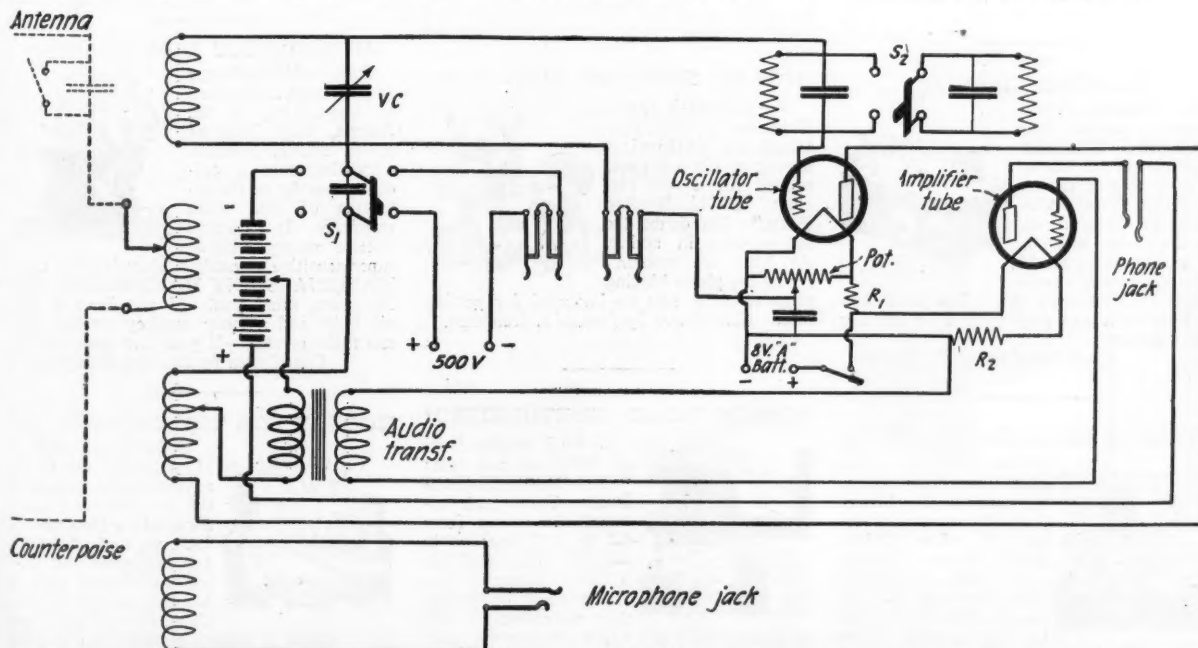 Antenna
S2
VC
Oscillator
tube
Amplifier
tube
-
S1
Pot.
R1
Phone
jack
+
+ 500V -
8V."A"
Batt.
- +
R2
Audio
transf.
Counterpoise
Microphone jack